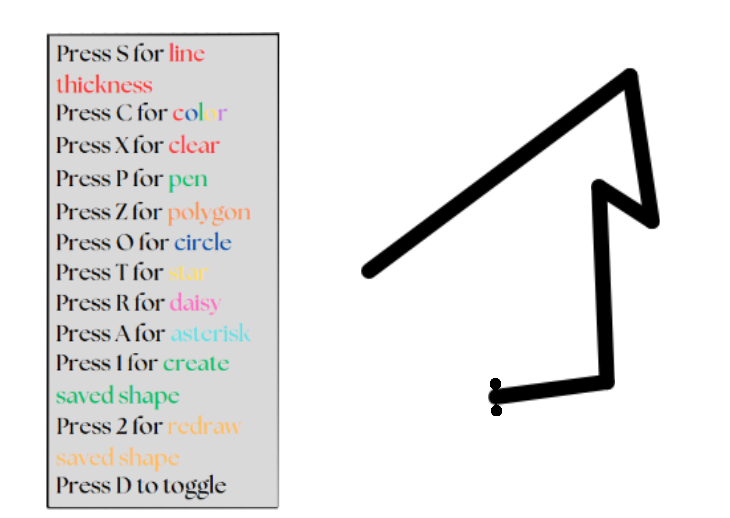 Press S for line
thickness
Press C for color
Press X for clear
Press P for pen
Press Z for polygon
Press O for circle
Press T for star
Press R for daisy
Press A for asterisk
Press 1 for create
saved shape
Press 2 for redraw
saved shape
Press D to toggle